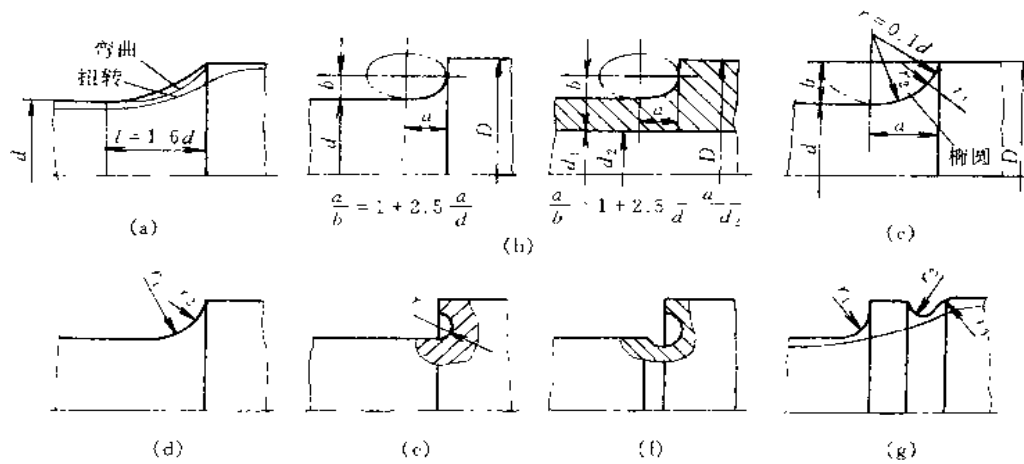 弯曲
扭转
d
l = 1.6d
(a)
b
d
a
D
a/b = 1 + 2.5 a/d
b
a
d₁
d₂
D
(b)
r=0.1d
b
d
a
椭圆
D
(c)
r₁
r₂
(d)
r
(e)
(f)
r₁
r₂
r₃
(g)